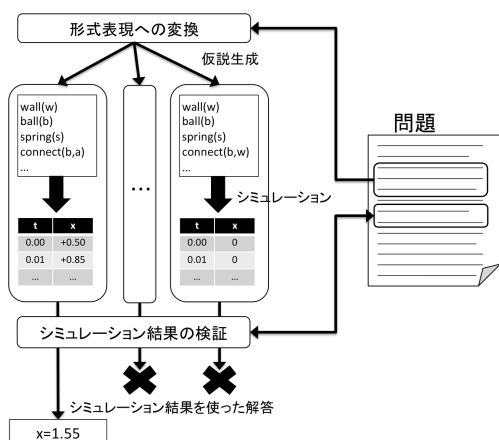 形式表現への変換
仮説生成
問題
wall(w)
ball(b)
spring(s)
connect(b,a)
...
t x
0.00 +0.50
0.01 +0.85
... ...
...
wall(w)
ball(b)
spring(s)
connect(b,w)
...
シミュレーション
t x
0.00 0
0.01 0
... ...
シミュレーション結果の検証
シミュレーション結果を使った解答
x=1.55